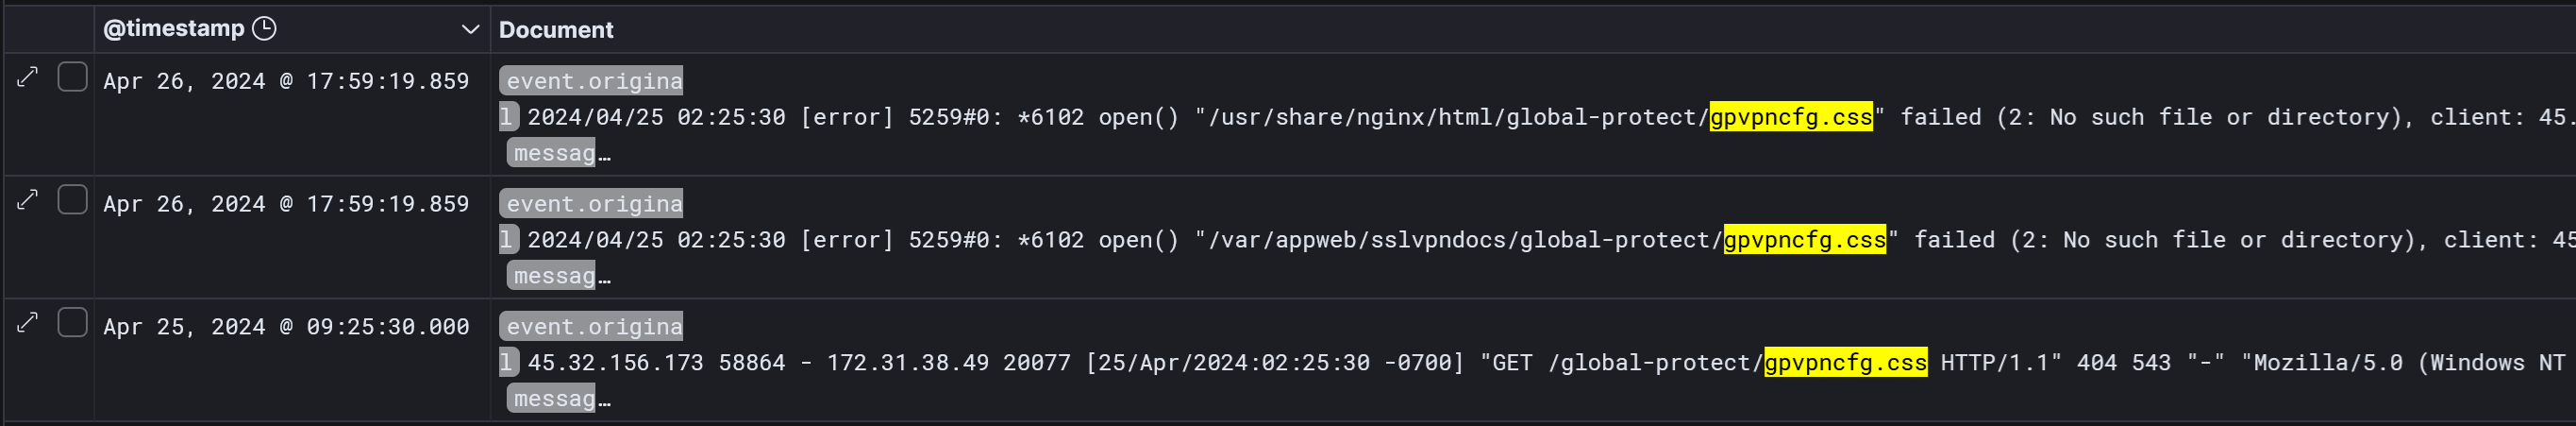 @timestamp Document
Apr 26, 2024 @ 17:59:19.859 event.origina
l 2024/04/25 02:25:30 [error] 5259#0: *6102 open() "/usr/share/nginx/html/global-protect/gpvpncfg.css" failed (2: No such file or directory), client: 45.
messag…
Apr 26, 2024 @ 17:59:19.859 event.origina
l 2024/04/25 02:25:30 [error] 5259#0: *6102 open() "/var/appweb/sslvpndocs/global-protect/gpvpncfg.css" failed (2: No such file or directory), client: 45
messag…
Apr 25, 2024 @ 09:25:30.000 event.origina
l 45.32.156.173 58864 - 172.31.38.49 20077 [25/Apr/2024:02:25:30 -0700] "GET /global-protect/gpvpncfg.css HTTP/1.1" 404 543 "-" "Mozilla/5.0 (Windows NT
messag…